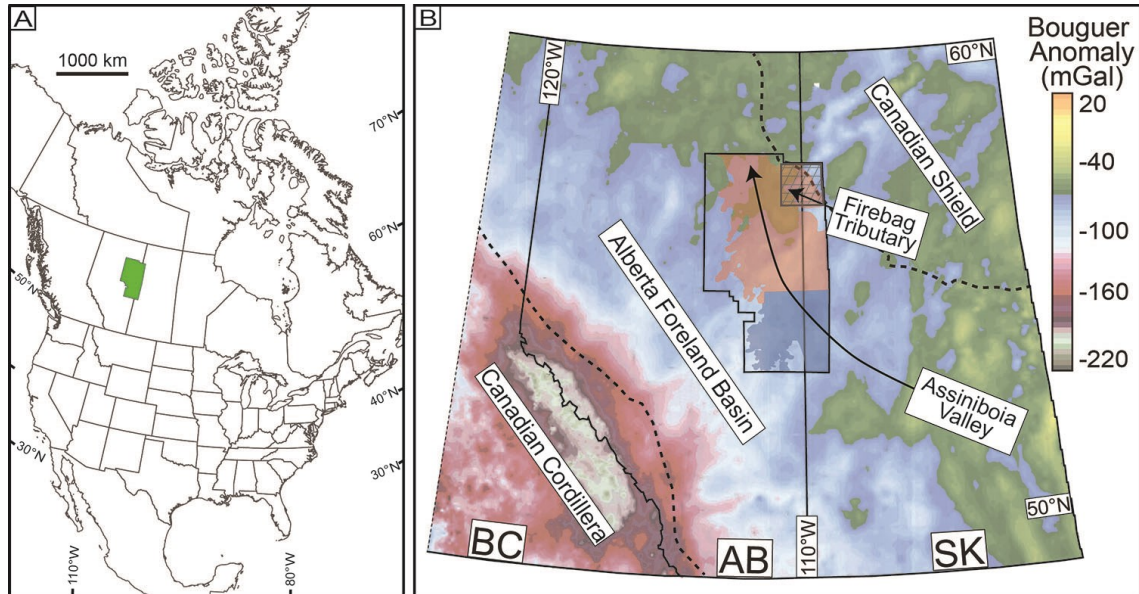 A
1000 km
70°N
60°N
50°N
40°N
30°N
30°N
110°W
80°W
B
120°W
60°N
Bouguer
Anomaly
(mGal)
20
-40
-100
-160
-220
Canadian Shield
Firebag
Tributary
Alberta Foreland Basin
Assiniboia
Valley
Canadian Cordillera
50°N
110°W
BC
AB
SK